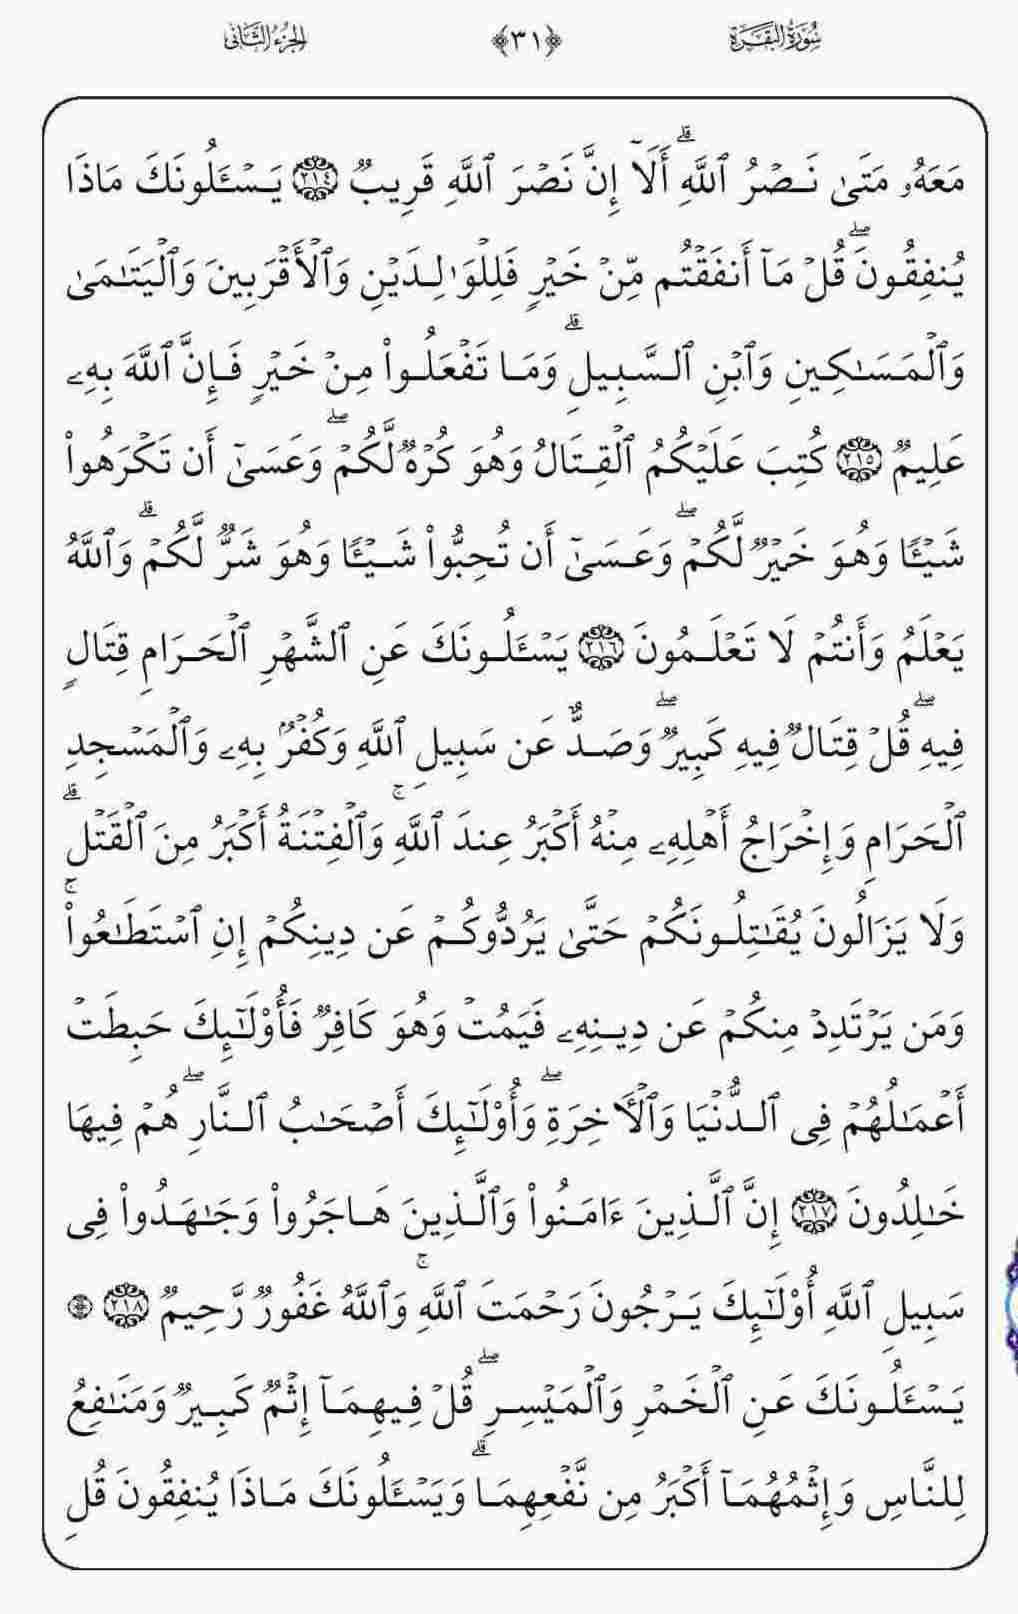 سُورَةُ البَقَرَة ﴿٣١﴾ الجُزْءُ الثَّانِي
مَعَهُۥ مَتَىٰ نَصۡرُ ٱللَّهِۗ أَلَآ إِنَّ نَصۡرَ ٱللَّهِ قَرِيبٞ ٢١٤ يَسۡـَٔلُونَكَ مَاذَا
يُنفِقُونَۖ قُلۡ مَآ أَنفَقۡتُم مِّنۡ خَيۡرٖ فَلِلۡوَٰلِدَيۡنِ وَٱلۡأَقۡرَبِينَ وَٱلۡيَتَٰمَىٰ
وَٱلۡمَسَٰكِينِ وَٱبۡنِ ٱلسَّبِيلِۗ وَمَا تَفۡعَلُواْ مِنۡ خَيۡرٖ فَإِنَّ ٱللَّهَ بِهِۦ
عَلِيمٞ ٢١٥ كُتِبَ عَلَيۡكُمُ ٱلۡقِتَالُ وَهُوَ كُرۡهٞ لَّكُمۡۖ وَعَسَىٰٓ أَن تَكۡرَهُواْ
شَيۡـٔٗا وَهُوَ خَيۡرٞ لَّكُمۡۖ وَعَسَىٰٓ أَن تُحِبُّواْ شَيۡـٔٗا وَهُوَ شَرّٞ لَّكُمۡۗ وَٱللَّهُ
يَعۡلَمُ وَأَنتُمۡ لَا تَعۡلَمُونَ ٢١٦ يَسۡـَٔلُونَكَ عَنِ ٱلشَّهۡرِ ٱلۡحَرَامِ قِتَالٖ
فِيهِۖ قُلۡ قِتَالٞ فِيهِ كَبِيرٞۖ وَصَدٌّ عَن سَبِيلِ ٱللَّهِ وَكُفۡرُۢ بِهِۦ وَٱلۡمَسۡجِدِ
ٱلۡحَرَامِ وَإِخۡرَاجُ أَهۡلِهِۦ مِنۡهُ أَكۡبَرُ عِندَ ٱللَّهِۚ وَٱلۡفِتۡنَةُ أَكۡبَرُ مِنَ ٱلۡقَتۡلِۗ
وَلَا يَزَالُونَ يُقَٰتِلُونَكُمۡ حَتَّىٰ يَرُدُّوكُمۡ عَن دِينِكُمۡ إِنِ ٱسۡتَطَٰعُواْۚ
وَمَن يَرۡتَدِدۡ مِنكُمۡ عَن دِينِهِۦ فَيَمُتۡ وَهُوَ كَافِرٞ فَأُوْلَٰٓئِكَ حَبِطَتۡ
أَعۡمَٰلُهُمۡ فِي ٱلدُّنۡيَا وَٱلۡأٓخِرَةِۖ وَأُوْلَٰٓئِكَ أَصۡحَٰبُ ٱلنَّارِۖ هُمۡ فِيهَا
خَٰلِدُونَ ٢١٧ إِنَّ ٱلَّذِينَ ءَامَنُواْ وَٱلَّذِينَ هَاجَرُواْ وَجَٰهَدُواْ فِي
سَبِيلِ ٱللَّهِ أُوْلَٰٓئِكَ يَرۡجُونَ رَحۡمَتَ ٱللَّهِۚ وَٱللَّهُ غَفُورٞ رَّحِيمٞ ٢١٨ ۞
يَسۡـَٔلُونَكَ عَنِ ٱلۡخَمۡرِ وَٱلۡمَيۡسِرِۖ قُلۡ فِيهِمَآ إِثۡمٞ كَبِيرٞ وَمَنَٰفِعُ
لِلنَّاسِ وَإِثۡمُهُمَآ أَكۡبَرُ مِن نَّفۡعِهِمَاۗ وَيَسۡـَٔلُونَكَ مَاذَا يُنفِقُونَ قُلِ